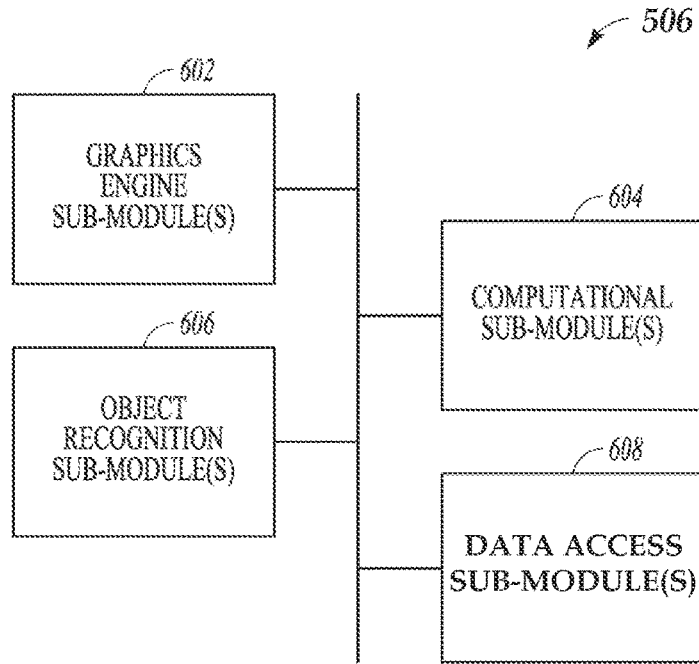 506
602
GRAPHICS
ENGINE
SUB-MODULE(S)
604
COMPUTATIONAL
SUB-MODULE(S)
606
OBJECT
RECOGNITION
SUB-MODULE(S)
608
DATA ACCESS
SUB-MODULE(S)